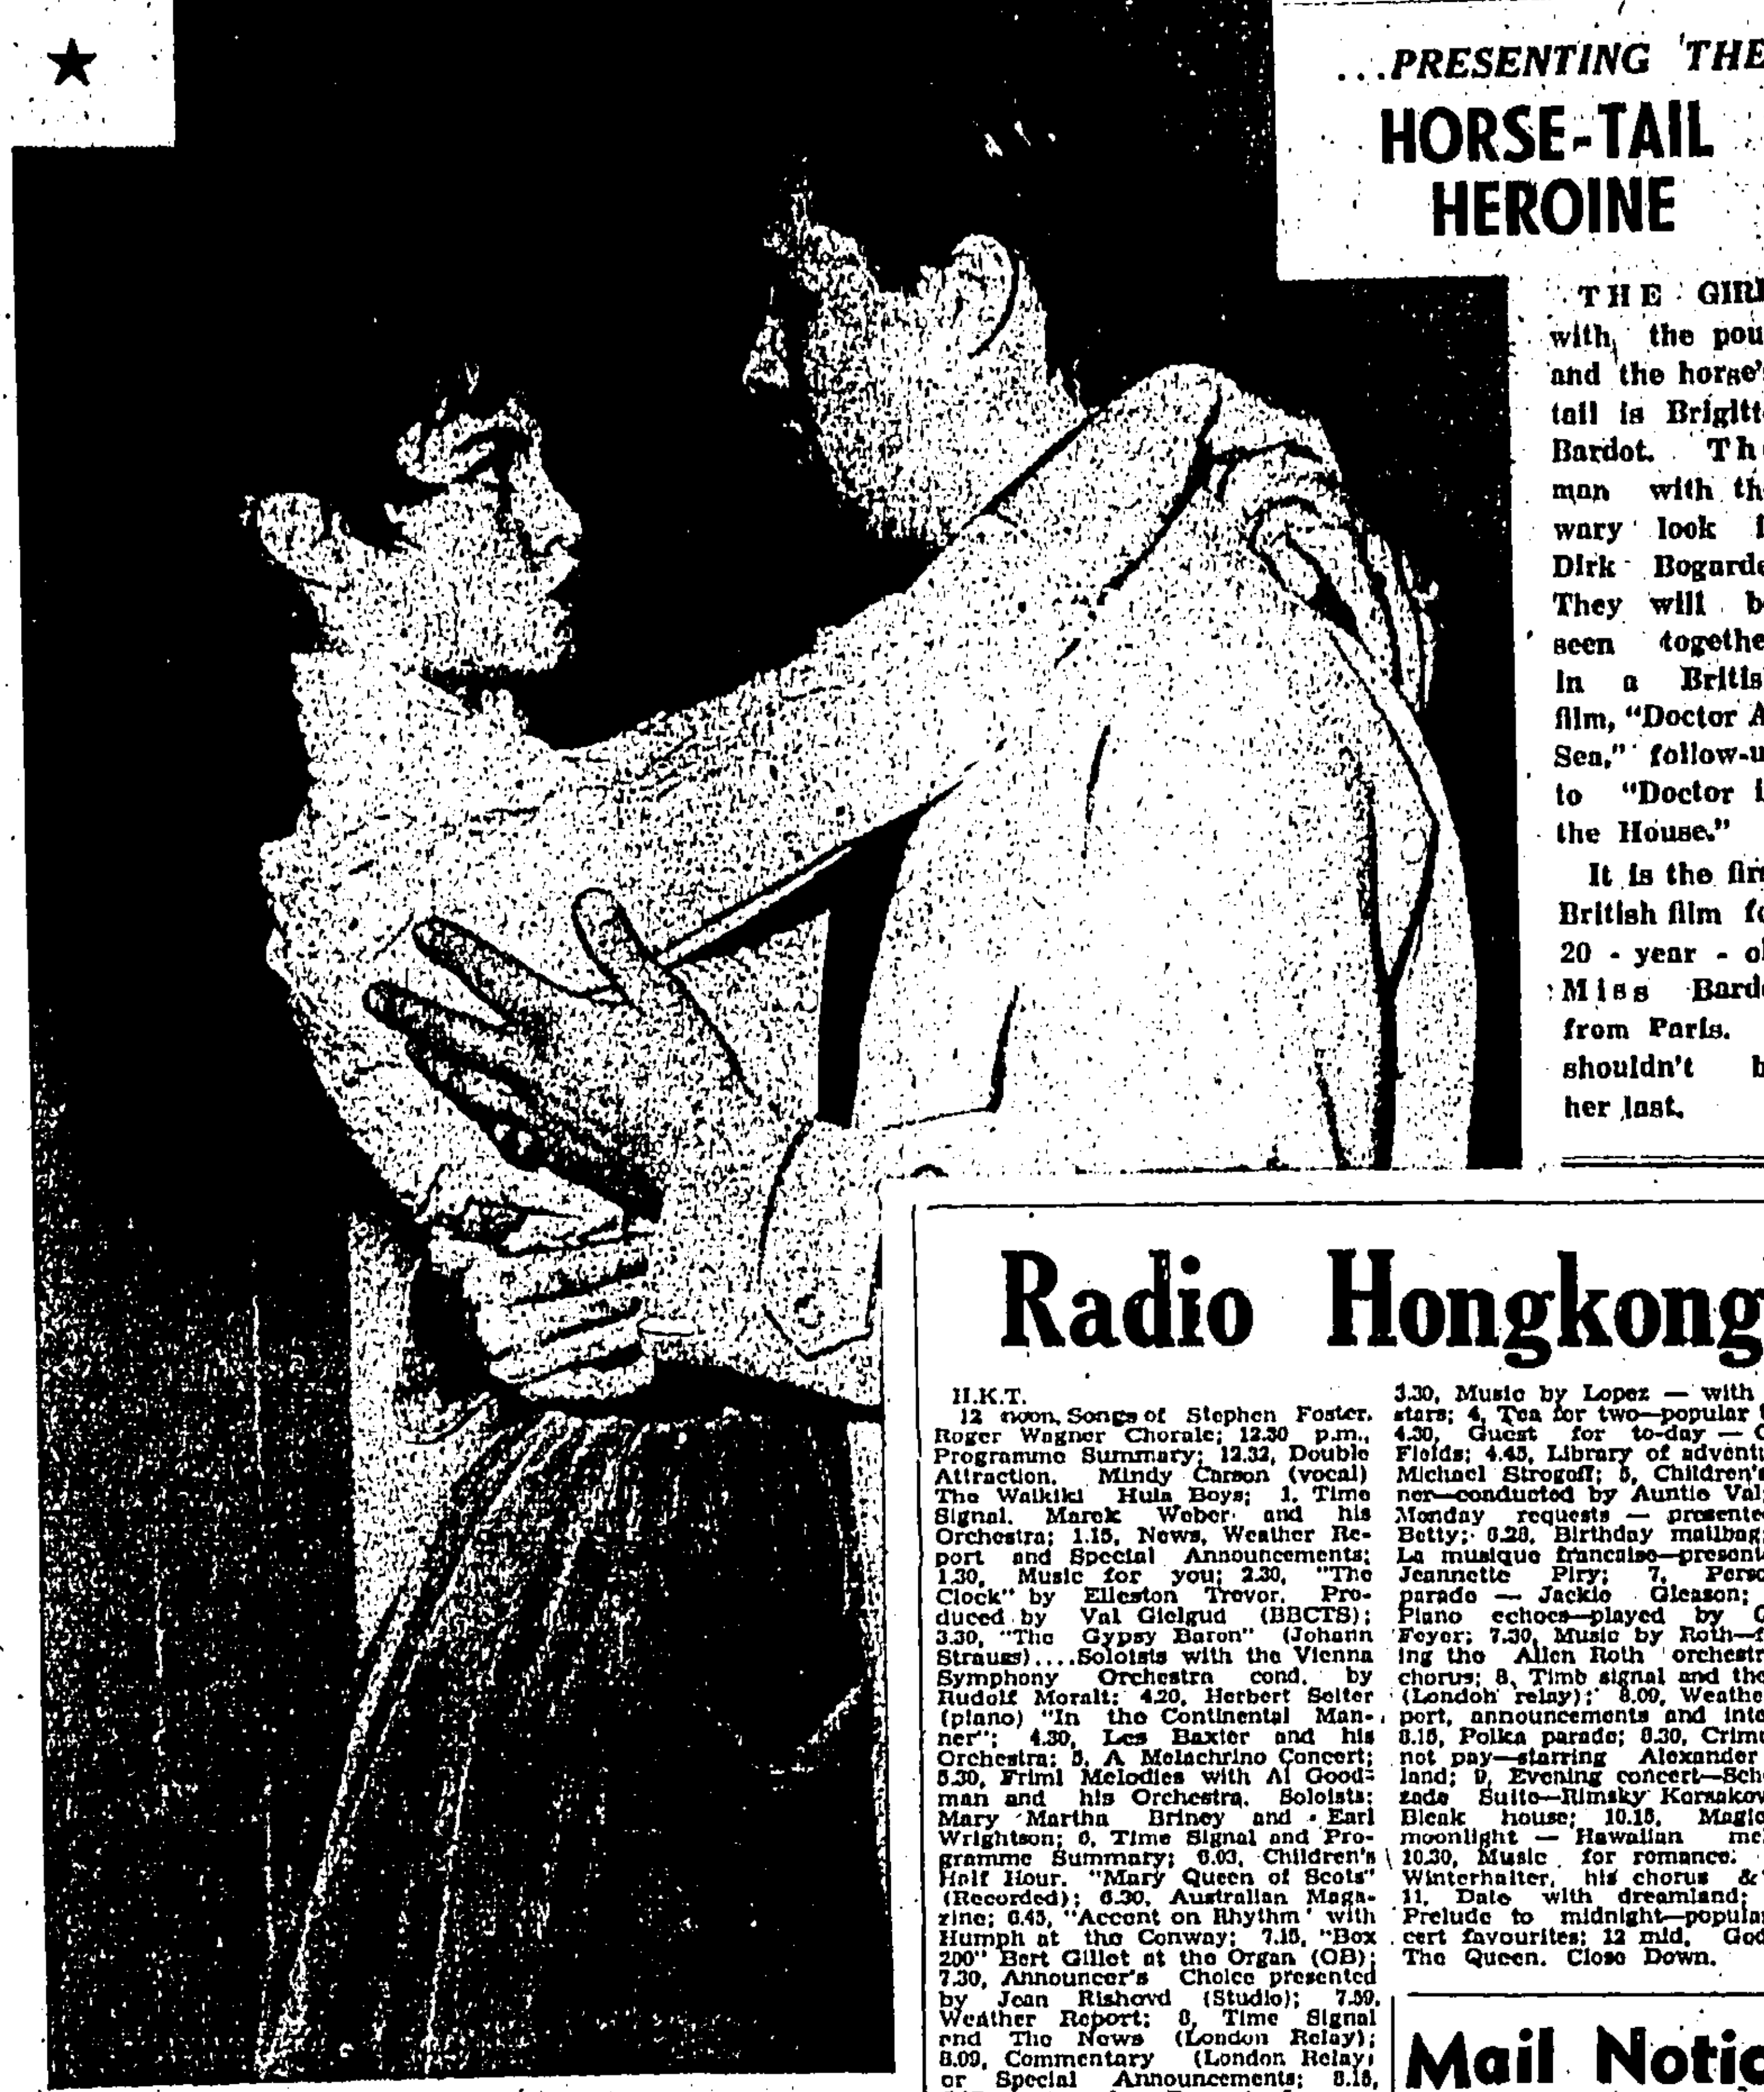 ★
...PRESENTING THE
HORSE-TAIL
HEROINE
THE GIRL
with the pou
and the horse'
tail is Brigitt
Bardot. Th
man with th
wary look i
Dirk Bogarde
They will b
seen togethe
in a Britis
film, "Doctor A
Sea," follow-u
to "Doctor i
the House."
It is the fir
British film fo
20 - year - ol
Miss Bard
from Paris.
shouldn't b
her last.
Radio Hongkong
H.K.T.
12 noon, Songs of Stephen Foster.
Roger Wagner Chorale; 12.30 p.m.,
Programme Summary; 12.32, Double
Attraction. Mindy Carson (vocal)
The Waikiki Hula Boys; 1, Time
Signal. Marek Weber and his
Orchestra; 1.15, News, Weather Re-
port and Special Announcements;
1.30, Music for you; 2.30, "The
Clock" by Elleston Trevor. Pro-
duced by Val Gielgud (BBCTS);
3.30, "The Gypsy Baron" (Johann
Strauss)....Soloists with the Vienna
Symphony Orchestra cond. by
Rudolf Moralt; 4.20, Herbert Seiter
(piano) "In the Continental Man-
ner"; 4.30, Les Baxter and his
Orchestra; 5, A Melachrino Concert;
5.30, Friml Melodies with Al Good-
man and his Orchestra. Soloists:
Mary Martha Briney and Earl
Wrightson; 6, Time Signal and Pro-
gramme Summary; 6.03, Children's
Half Hour. "Mary Queen of Scots"
(Recorded); 6.30, Australian Maga-
zine; 6.45, "Accent on Rhythm" with
Humph at the Conway; 7.15, "Box
200" Bert Gillet at the Organ (OB);
7.30, Announcer's Choice presented
by Jean Rishovd (Studio); 7.59,
Weather Report; 8, Time Signal
and The News (London Relay);
8.09, Commentary (London Relay)
or Special Announcements; 8.15,
3.30, Music by Lopez — with
stars; 4, Tea for two—popular
4.30, Guest for to-day —
Fields; 4.45, Library of advent
Michael Strogoff; 5, Children's
ner—conducted by Auntie Val
Monday requests — presente
Betty; 6.28, Birthday mailbag
La musique francaise—present
Jeannette Piry; 7, Perso
parade — Jackie Gleason;
Piano echoes—played by
Feyer; 7.30, Music by Roth—f
ing the Allen Roth orchestr
chorus; 8, Time signal and the
(London relay); 8.09, Weathe
port, announcements and inte
8.15, Polka parade; 8.30, Crime
not pay—starring Alexander
land; 9, Evening concert—Sch
zade Suite—Rimsky Korsakov
Bleak house; 10.15, Magic
moonlight — Hawaiian me
10.30, Music for romance.
Winterhalter, his chorus &
11, Date with dreamland;
Prelude to midnight—popular
cert favourites; 12 mid, God
The Queen. Close Down.
Mail Notic